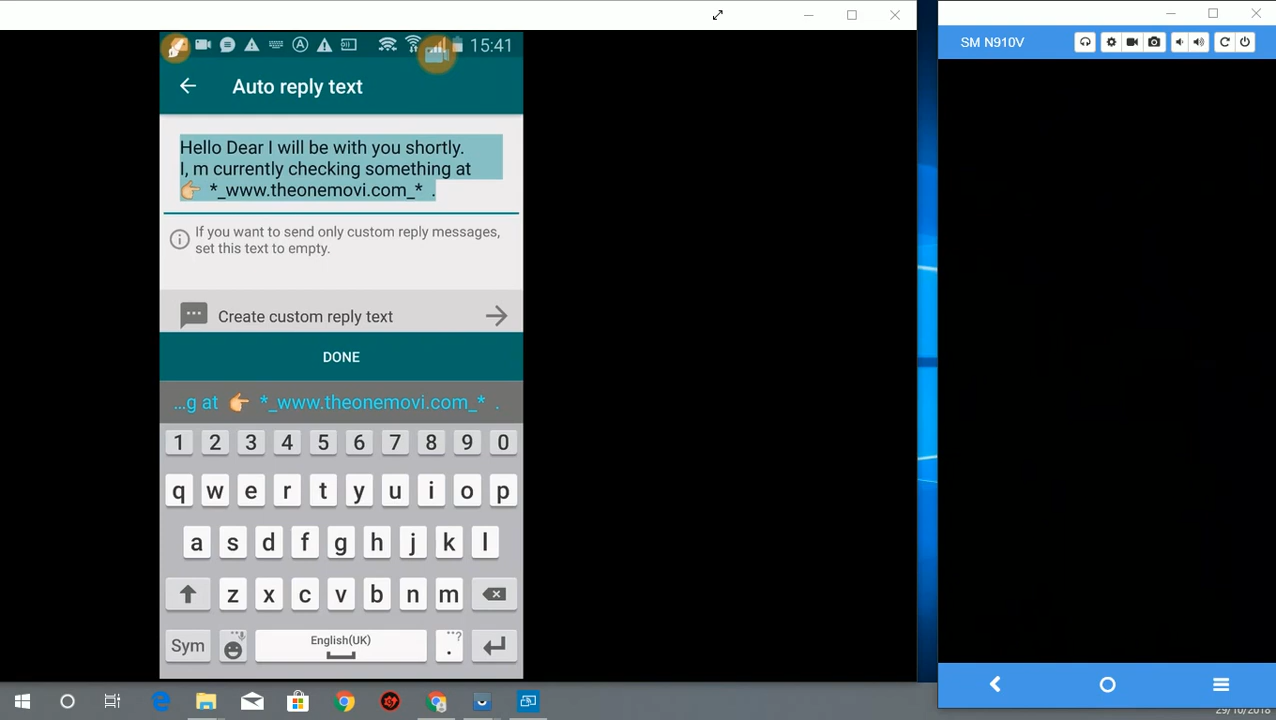 SM N910V
15:41
Auto reply text
Hello Dear I will be with you shortly.
I, m currently checking something at
👉 *_www.theonemovi.com_* .
If you want to send only custom reply messages,
set this text to empty.
Create custom reply text
DONE
...g at 👉 *_www.theonemovi.com_* .
1 2 3 4 5 6 7 8 9 0
q w e r t y u i o p
a s d f g h j k l
z x c v b n m
Sym English(UK) . ...?
29/10/2018